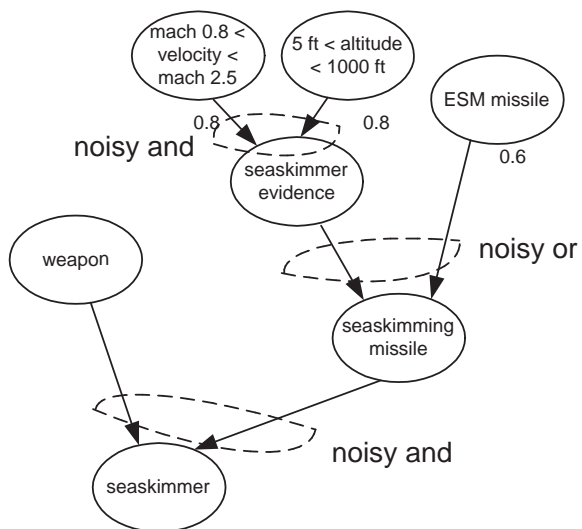 mach 0.8 <
velocity <
mach 2.5
5 ft < altitude
< 1000 ft
ESM missile
0.8
0.8
0.6
noisy and
seaskimmer
evidence
weapon
noisy or
seaskimming
missile
noisy and
seaskimmer